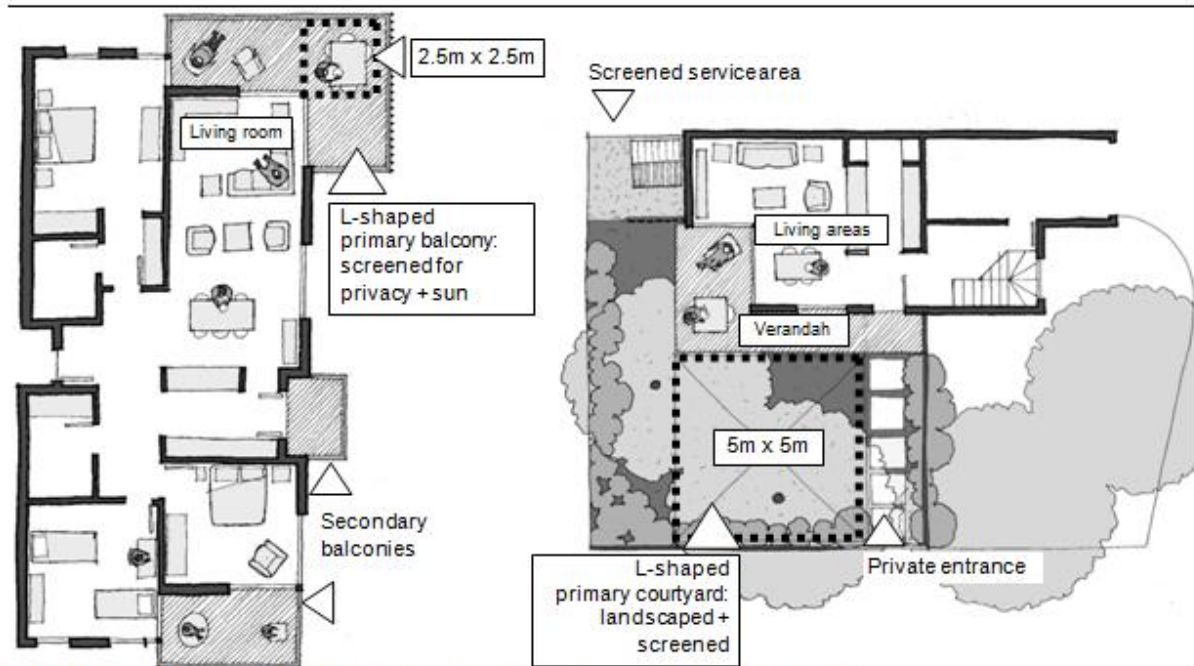 2.5m x 2.5m
Living room
L-shaped
primary balcony:
screened for
privacy + sun
Secondary
balconies
Screened service area
Living areas
Verandah
5m x 5m
L-shaped
primary courtyard:
landscaped +
screened
Private entrance